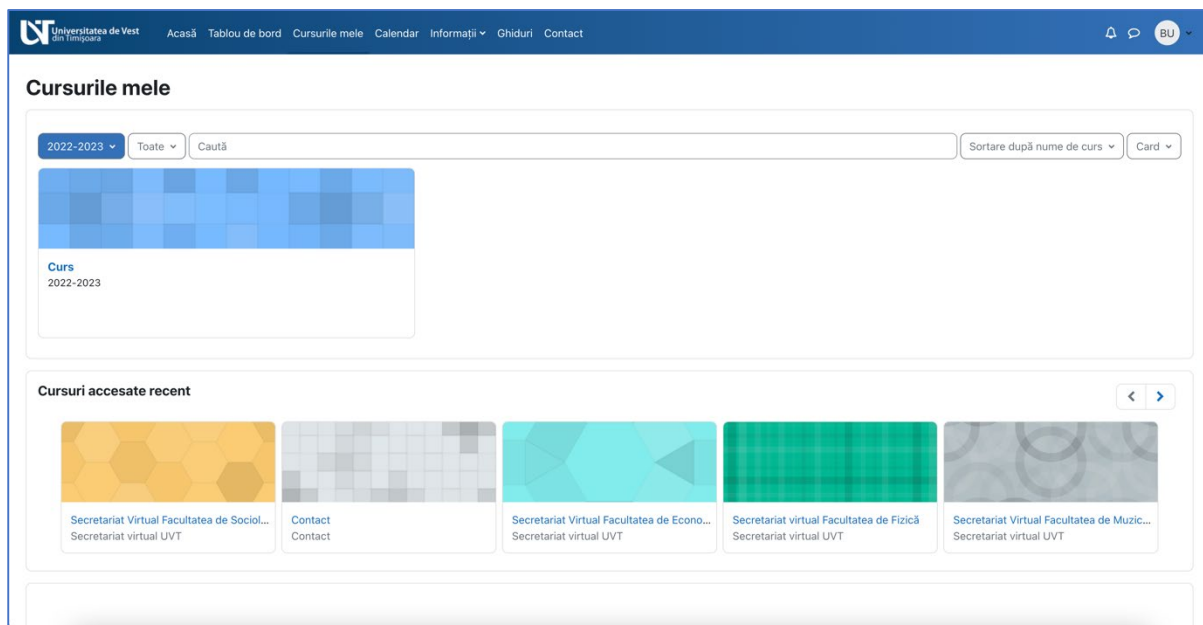 Universitatea de Vest
din Timișoara
Acasă Tablou de bord Cursurile mele Calendar Informații Ghiduri Contact
BU
Cursurile mele
2022-2023 Toate Caută Sortare după nume de curs Card
Curs
2022-2023
Cursuri accesate recent
Secretariat Virtual Facultatea de Sociol... Contact Secretariat Virtual Facultatea de Econo... Secretariat virtual Facultatea de Fizică Secretariat Virtual Facultatea de Muzic...
Secretariat virtual UVT Contact Secretariat virtual UVT Secretariat virtual UVT Secretariat virtual UVT